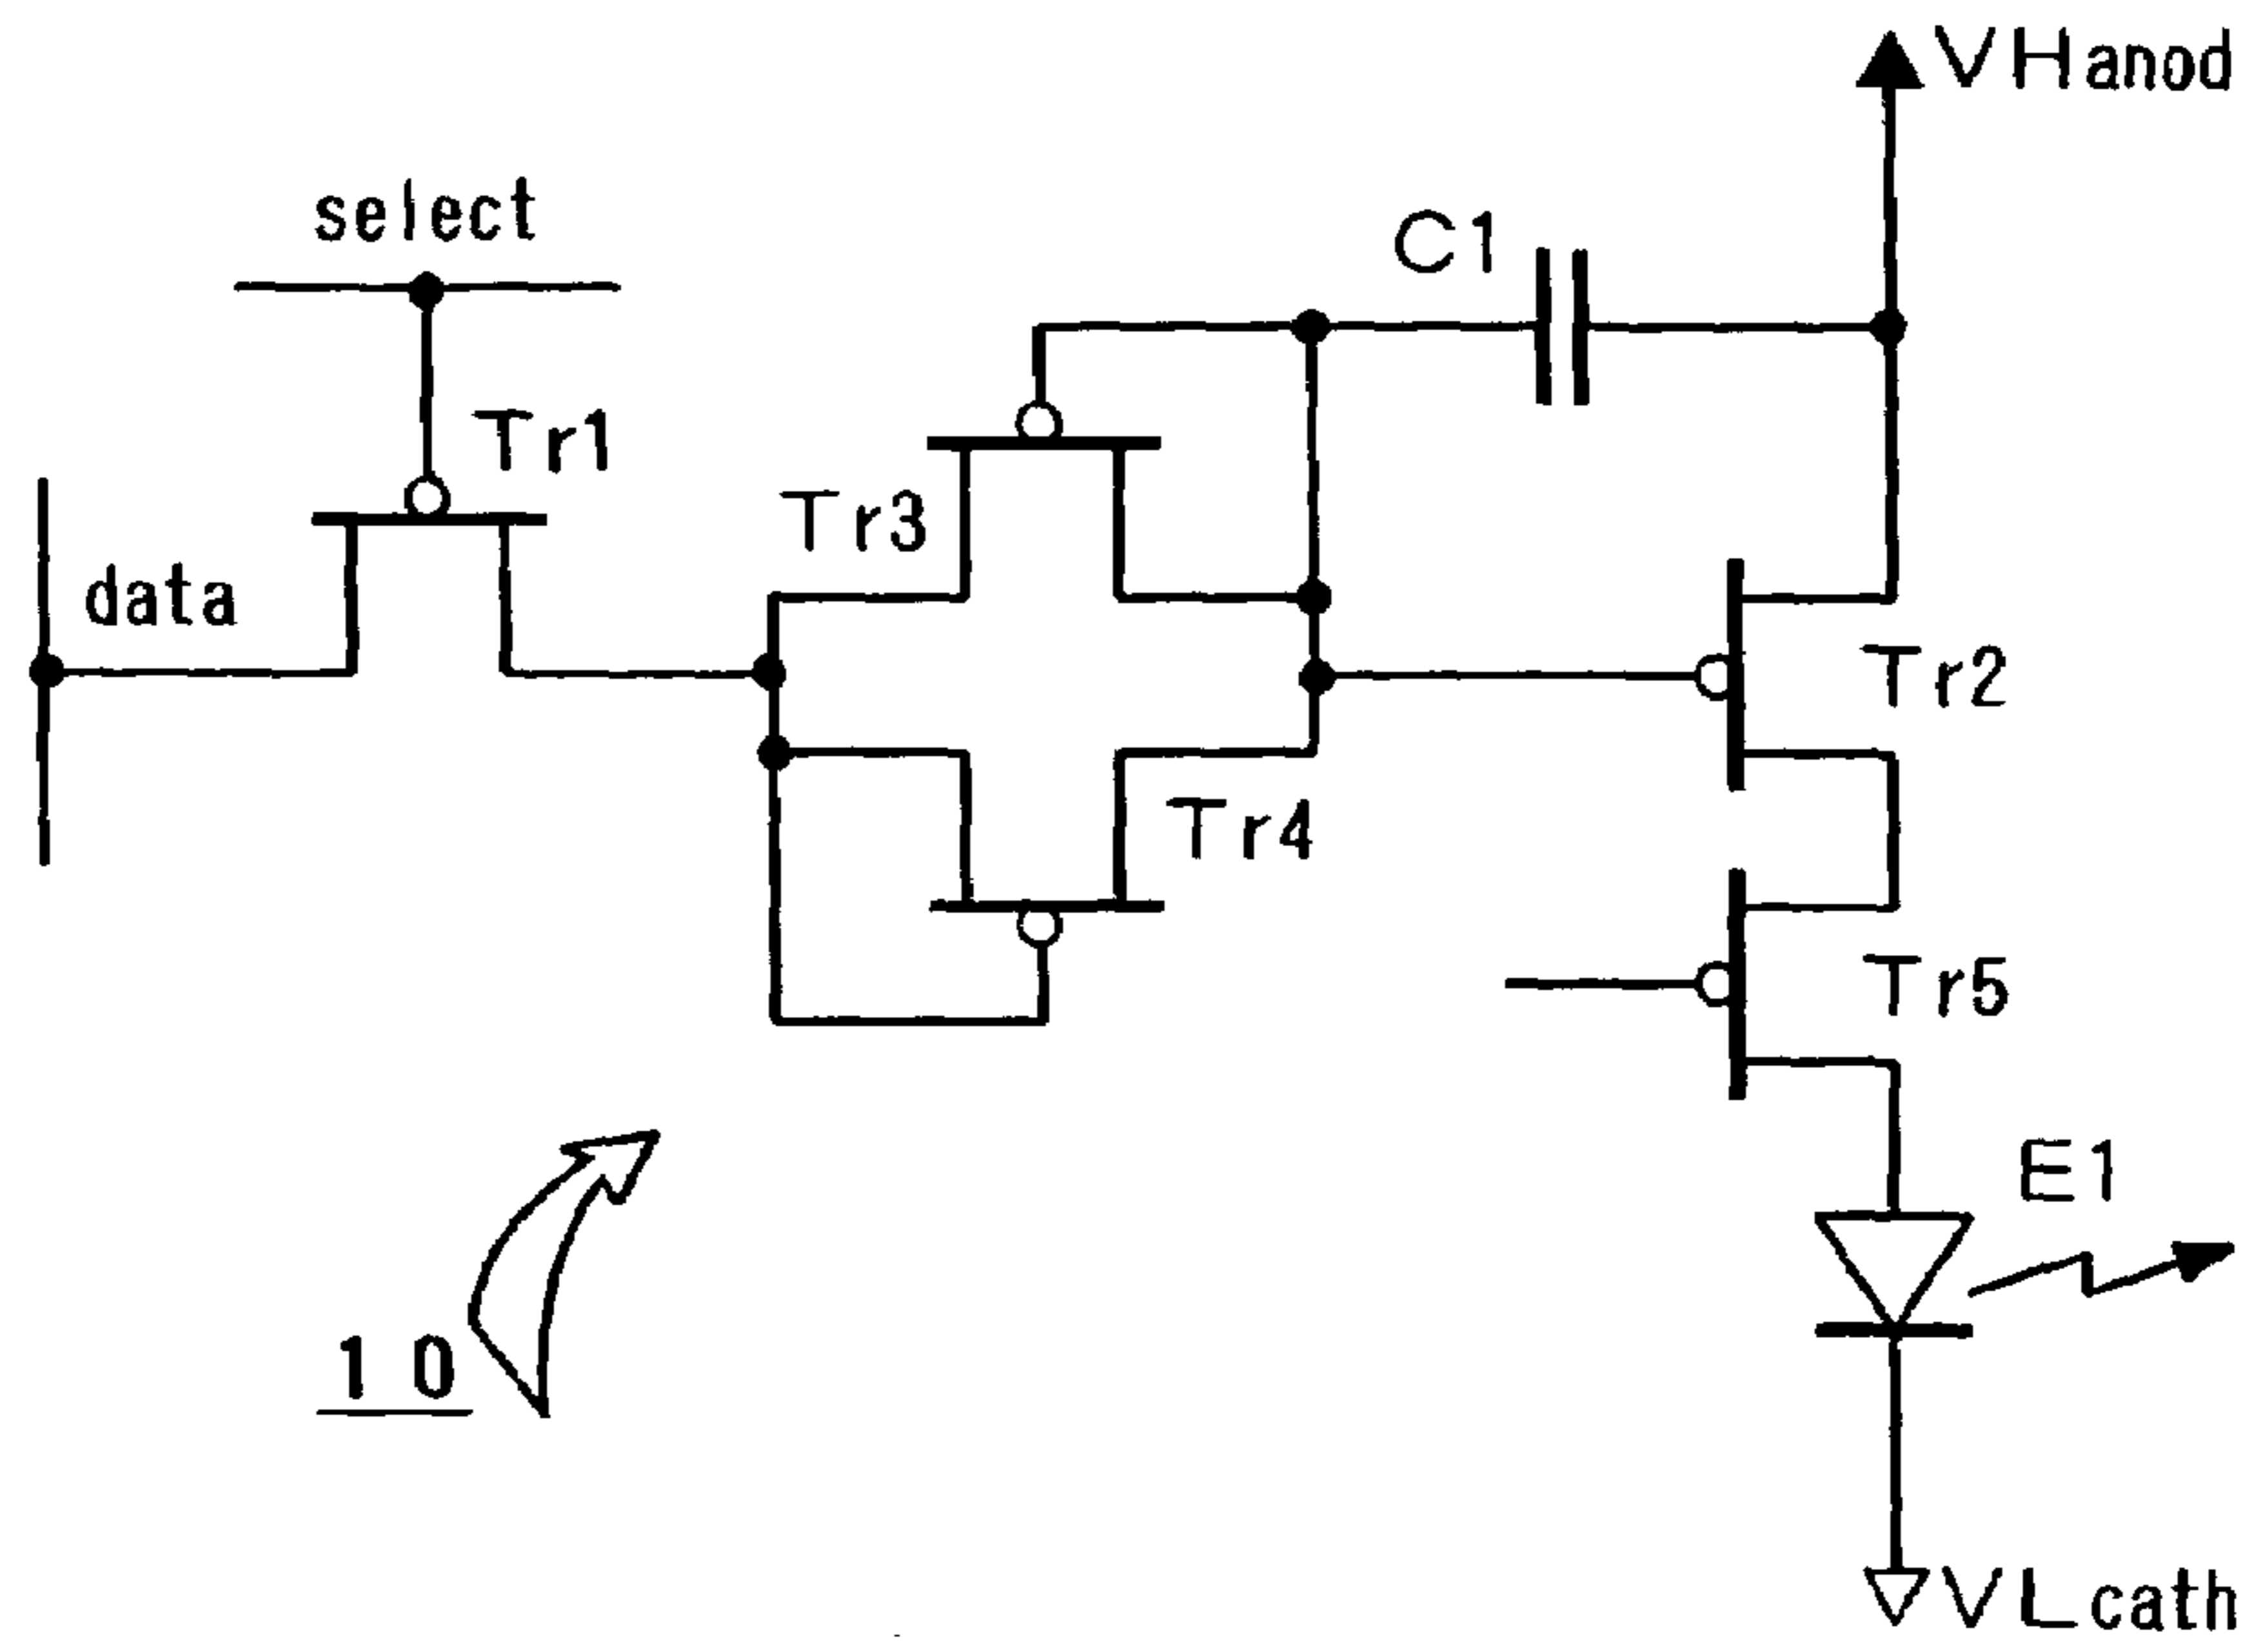 VHanod
select
C1
Tr1
Tr3
data
Tr2
Tr4
Tr5
E1
10
VLcath